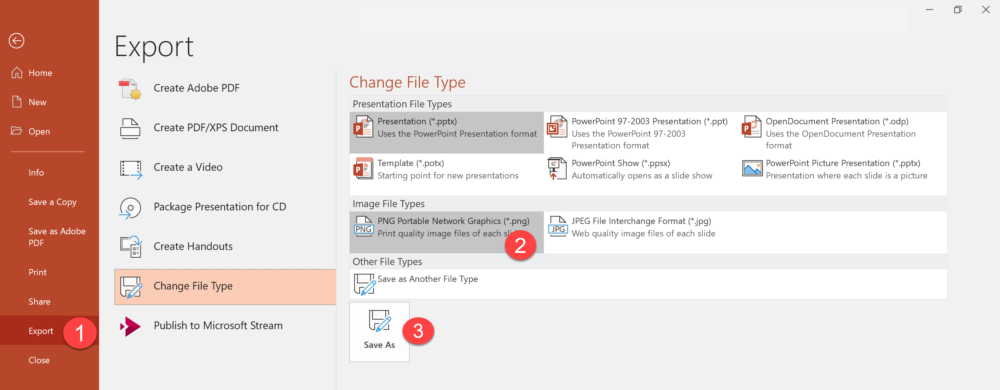 Export
Home
New
Open
Info
Save a Copy
Save as Adobe
PDF
Print
Share
Export
1
Close
Create Adobe PDF
Create PDF/XPS Document
Create a Video
Package Presentation for CD
Create Handouts
Change File Type
Publish to Microsoft Stream
Change File Type
Presentation File Types
P
Presentation (*.pptx)
Uses the PowerPoint Presentation format
PowerPoint 97-2003 Presentation (*.ppt)
Uses the PowerPoint 97-2003
Presentation format
P
OpenDocument Presentation (*.odp)
Uses the OpenDocument Presentation
format
P
Template (*.potx)
Starting point for new presentations
PowerPoint Show (*.ppsx)
Automatically opens as a slide show
PowerPoint Picture Presentation (*.pptx)
Presentation where each slide is a picture
Image File Types
PNG
PNG Portable Network Graphics (*.png)
Print quality image files of each
2
JPG
JPEG File Interchange Format (*.jpg)
Web quality image files of each slide
Other File Types
Save as Another File Type
Save As
3